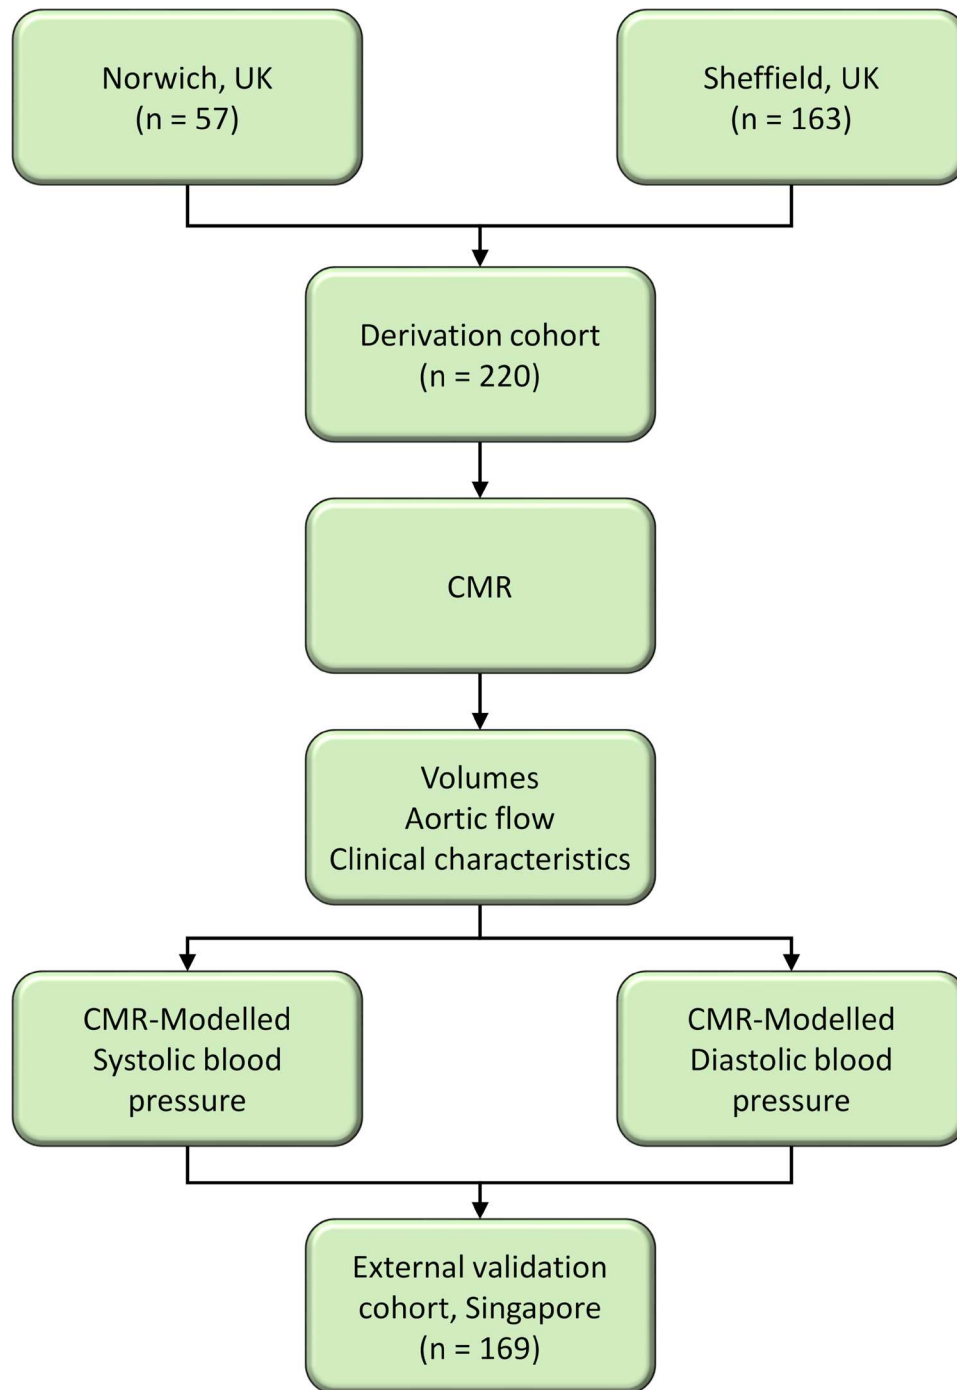 Norwich, UK
(n = 57)
Sheffield, UK
(n = 163)
Derivation cohort
(n = 220)
CMR
Volumes
Aortic flow
Clinical characteristics
CMR-Modelled
Systolic blood
pressure
CMR-Modelled
Diastolic blood
pressure
External validation
cohort, Singapore
(n = 169)